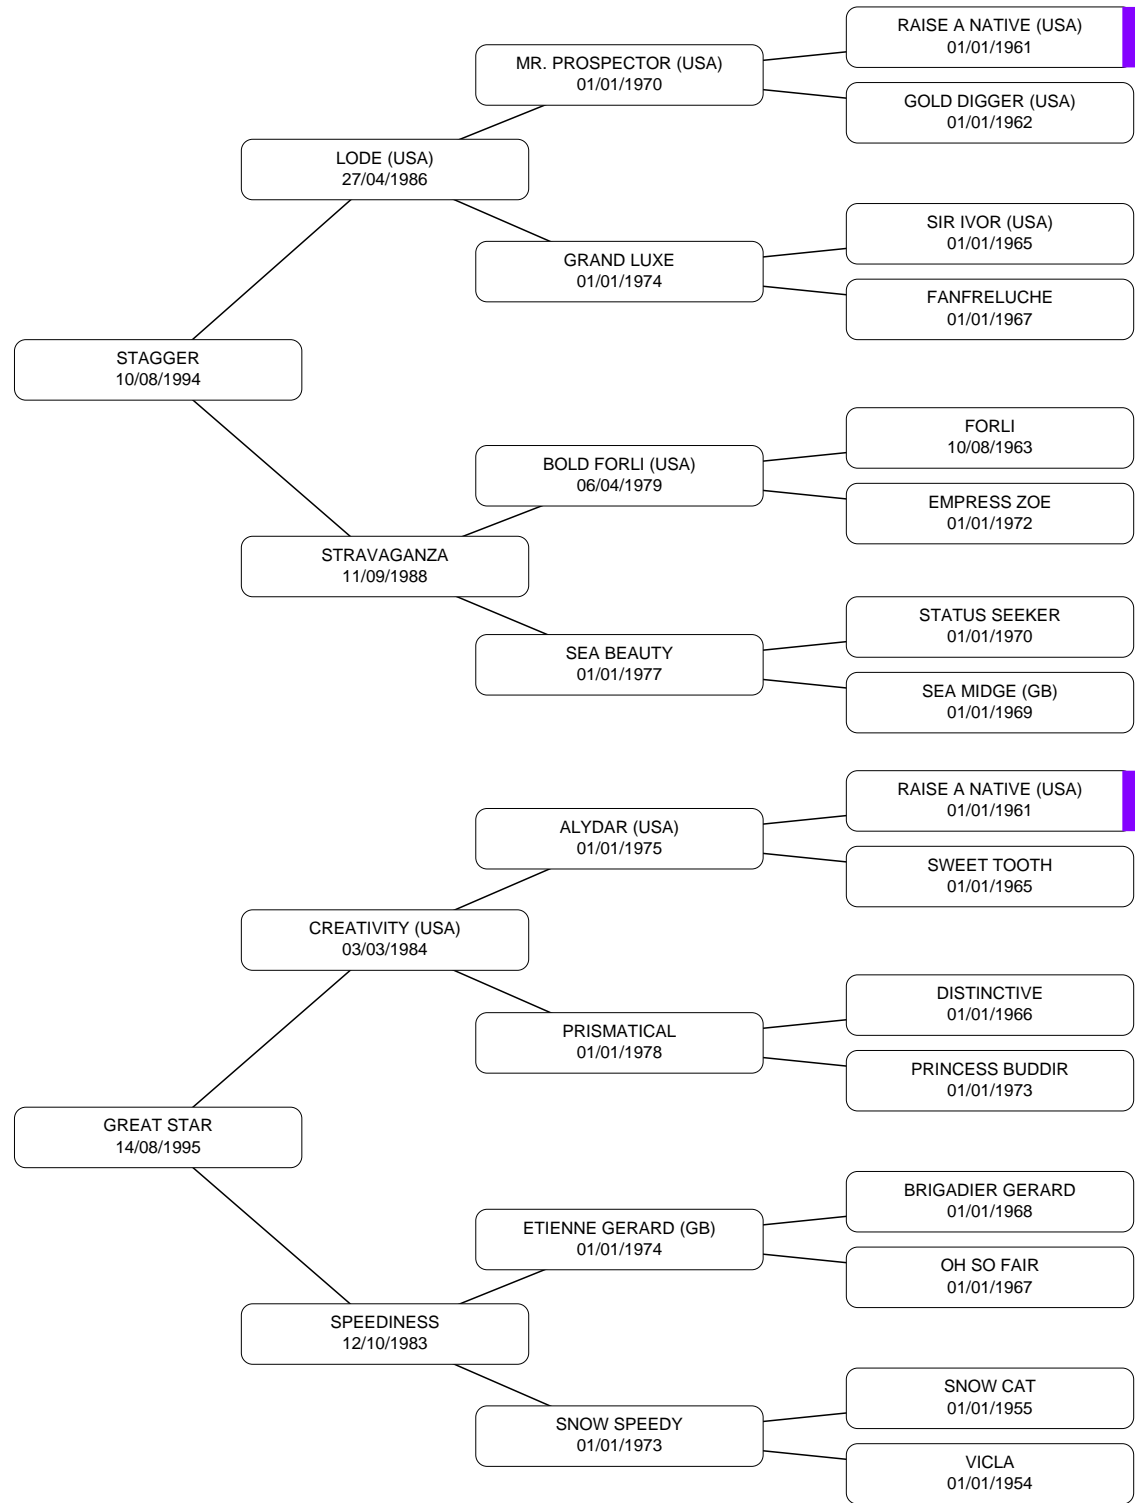 RAISE A NATIVE (USA)
01/01/1961
MR. PROSPECTOR (USA)
01/01/1970
GOLD DIGGER (USA)
01/01/1962
LODE (USA)
27/04/1986
SIR IVOR (USA)
01/01/1965
GRAND LUXE
01/01/1974
FANFRELUCHE
01/01/1967
STAGGER
10/08/1994
FORLI
10/08/1963
BOLD FORLI (USA)
06/04/1979
EMPRESS ZOE
01/01/1972
STRAVAGANZA
11/09/1988
STATUS SEEKER
01/01/1970
SEA BEAUTY
01/01/1977
SEA MIDGE (GB)
01/01/1969
RAISE A NATIVE (USA)
01/01/1961
ALYDAR (USA)
01/01/1975
SWEET TOOTH
01/01/1965
CREATIVITY (USA)
03/03/1984
DISTINCTIVE
01/01/1966
PRISMATICAL
01/01/1978
PRINCESS BUDDIR
01/01/1973
GREAT STAR
14/08/1995
BRIGADIER GERARD
01/01/1968
ETIENNE GERARD (GB)
01/01/1974
OH SO FAIR
01/01/1967
SPEEDINESS
12/10/1983
SNOW CAT
01/01/1955
SNOW SPEEDY
01/01/1973
VICLA
01/01/1954